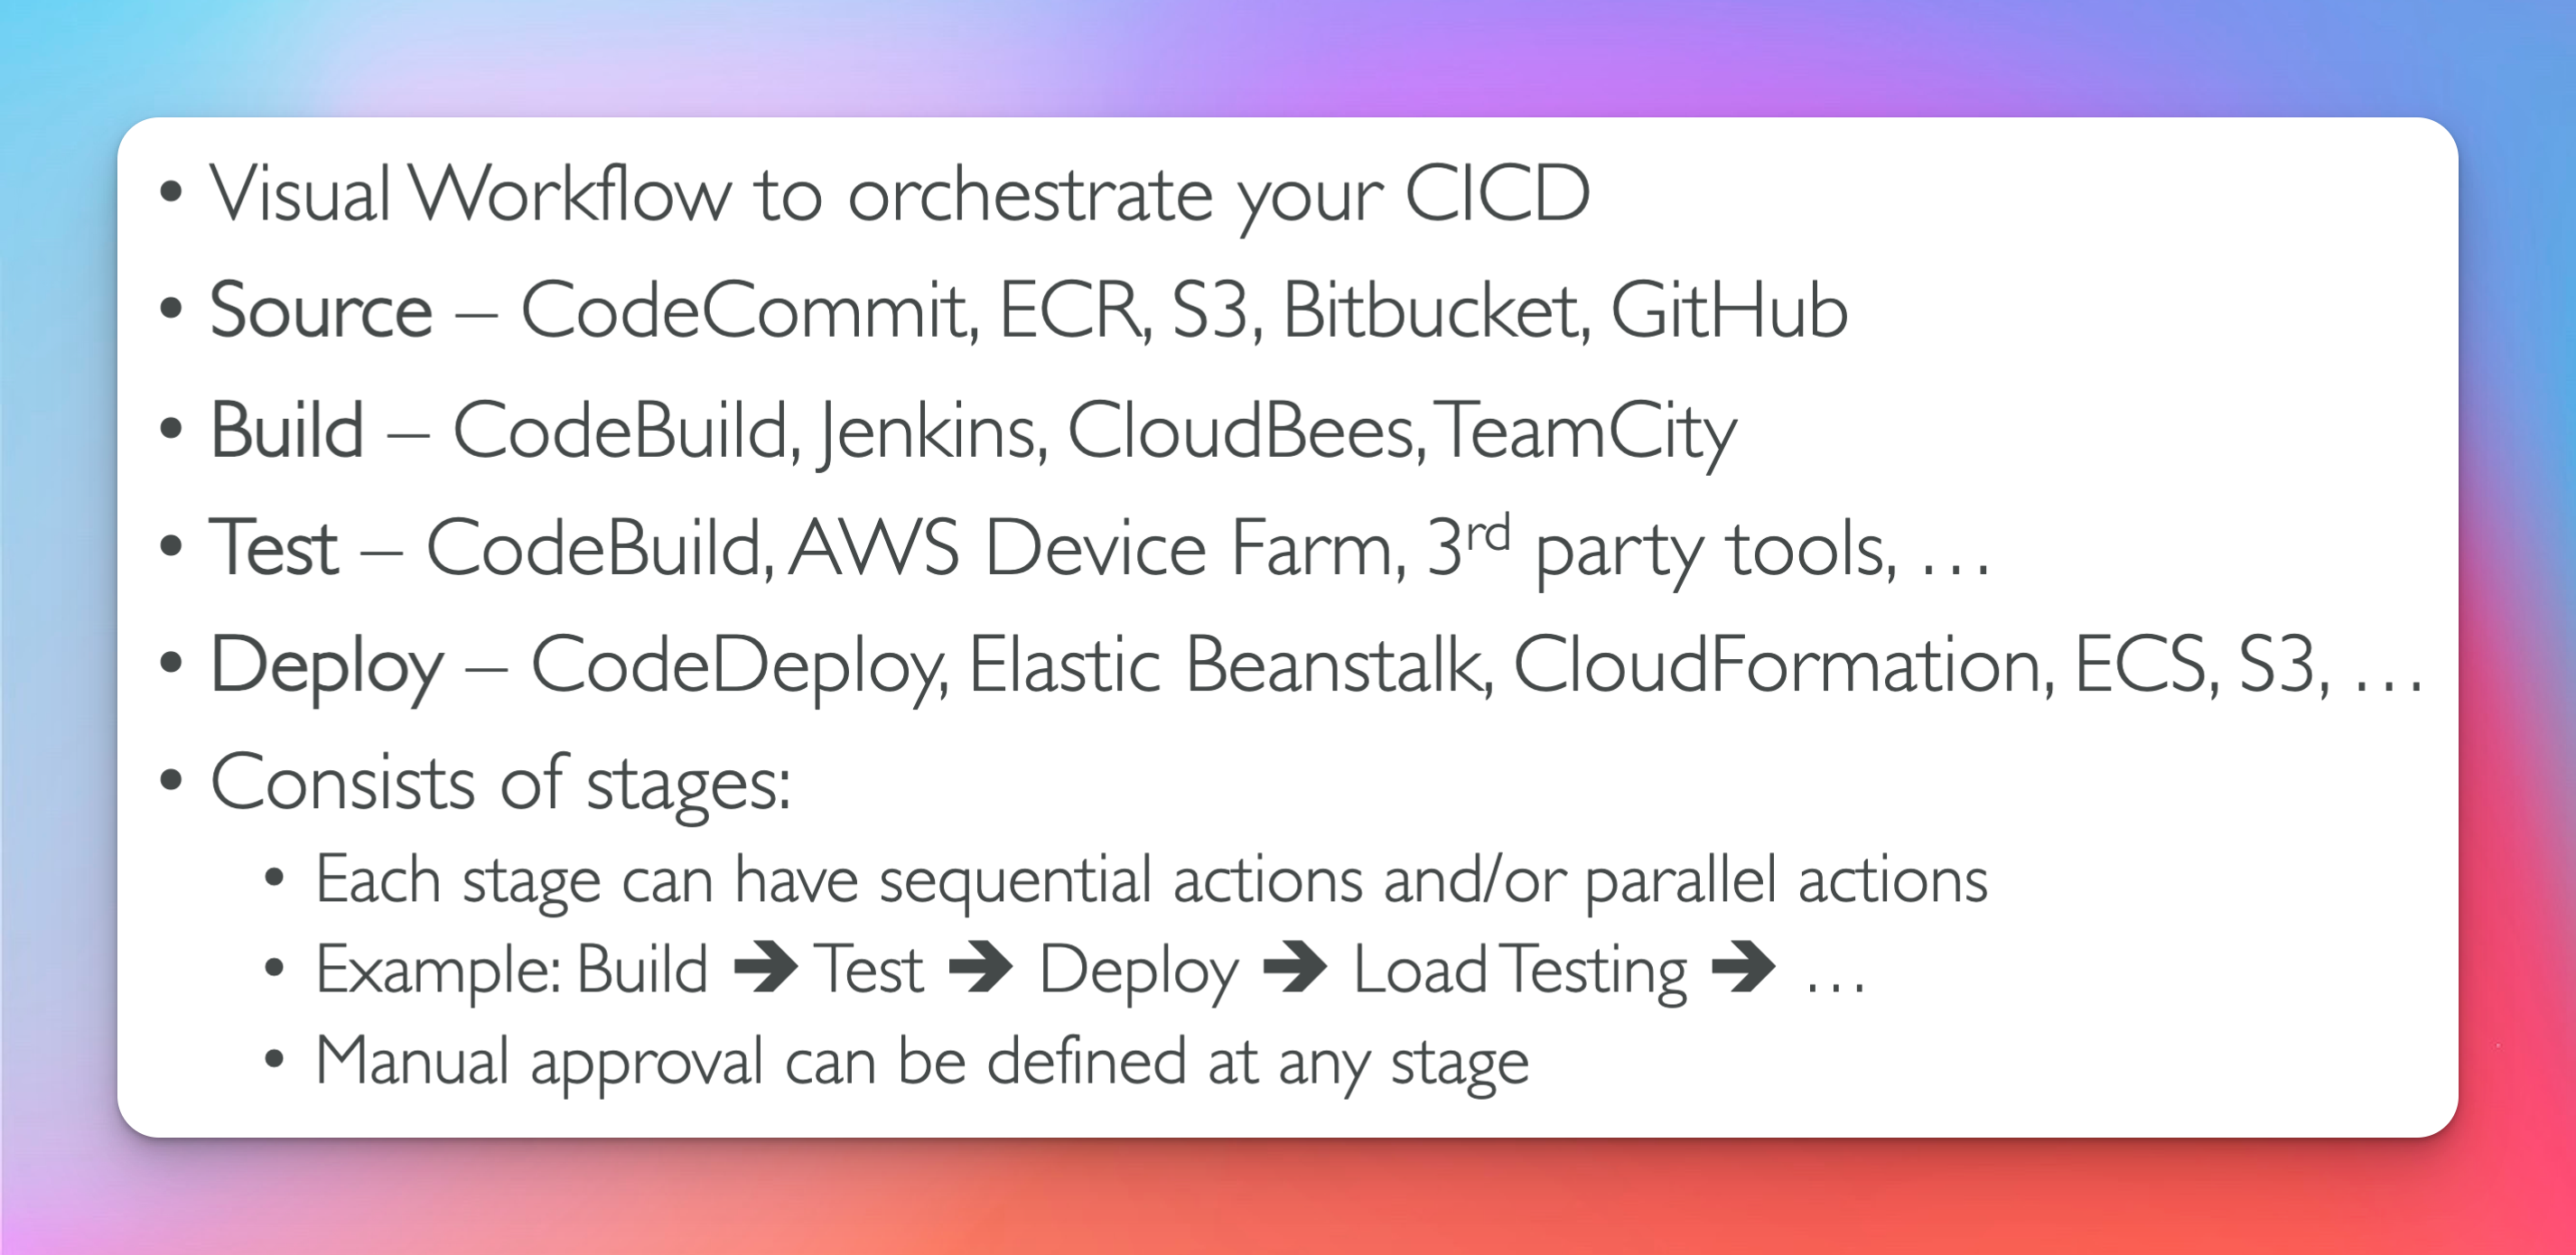 • Visual Workflow to orchestrate your CICD
• Source – CodeCommit, ECR, S3, Bitbucket, GitHub
• Build – CodeBuild, Jenkins, CloudBees, TeamCity
• Test – CodeBuild, AWS Device Farm, 3rd party tools, …
• Deploy – CodeDeploy, Elastic Beanstalk, CloudFormation, ECS, S3, …
• Consists of stages:
• Each stage can have sequential actions and/or parallel actions
• Example: Build ➔ Test ➔ Deploy ➔ Load Testing ➔ …
• Manual approval can be defined at any stage